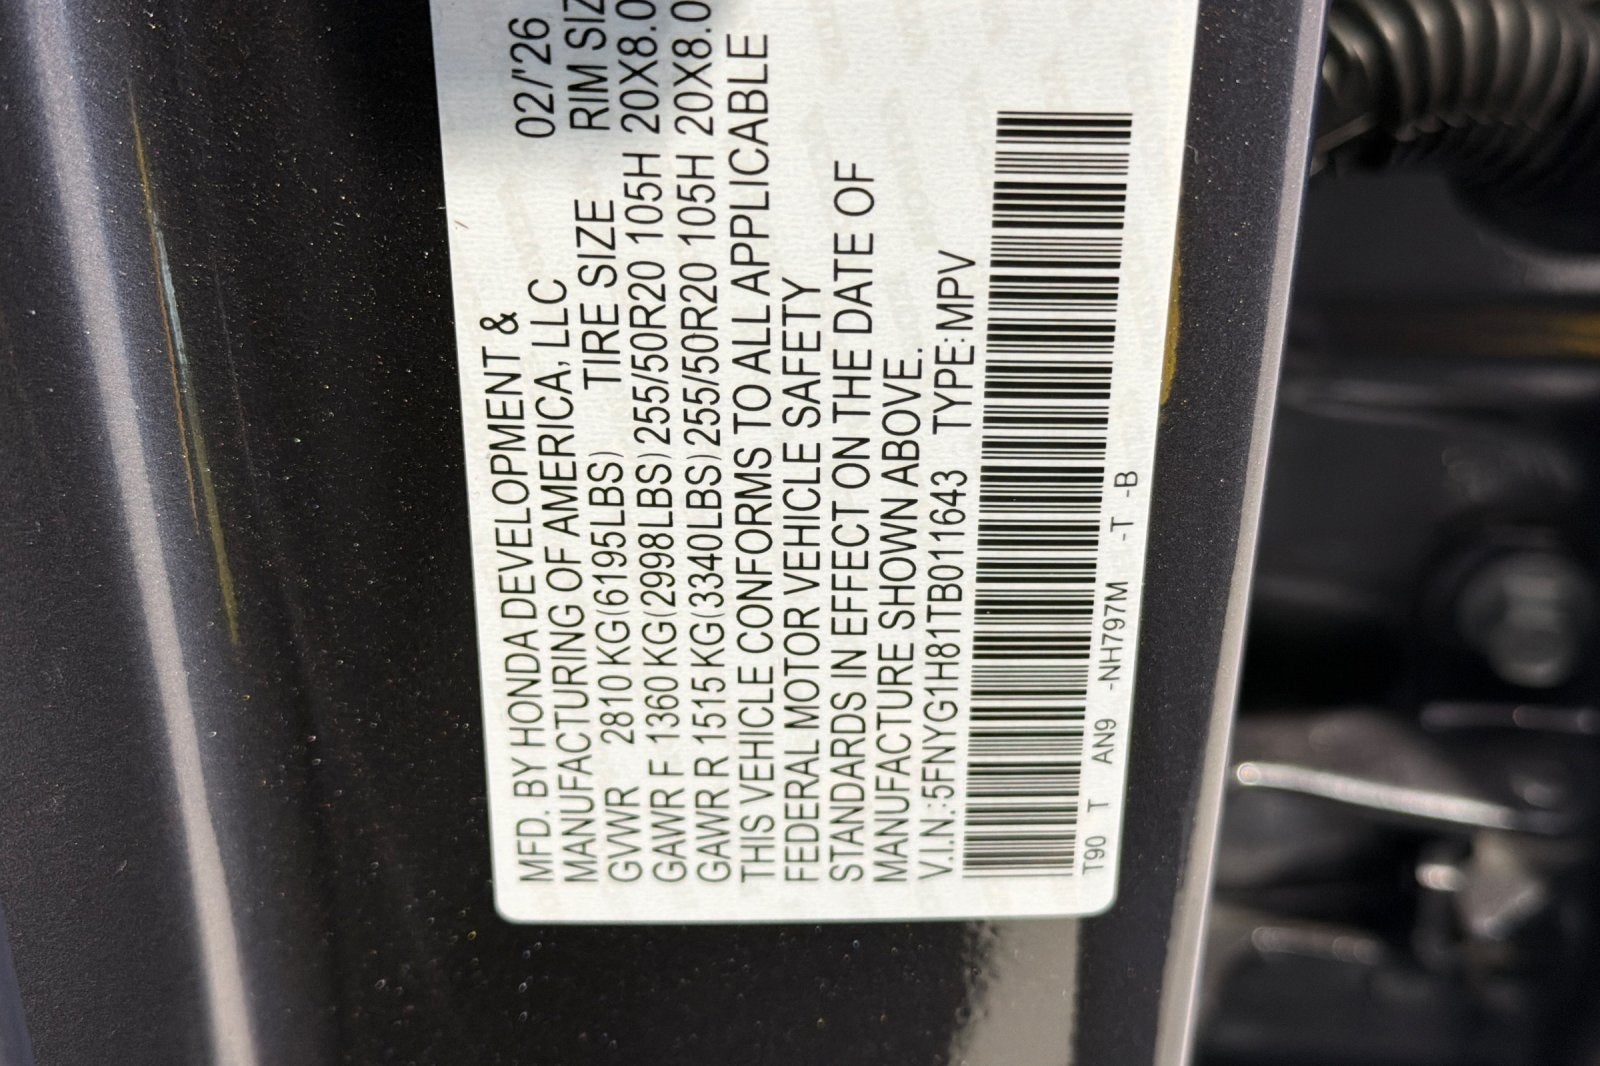 MFD. BY HONDA DEVELOPMENT & 02/'26
MANUFACTURING OF AMERICA, LLC RIM SIZ
GVWR 2810 KG(6195LBS) TIRE SIZE 20X8.0
GAWR F 1360 KG(2998LBS) 255/50R20 105H 20X8.0
GAWR R 1515 KG(3340LBS) 255/50R20 105H
THIS VEHICLE CONFORMS TO ALL APPLICABLE
FEDERAL MOTOR VEHICLE SAFETY
STANDARDS IN EFFECT ON THE DATE OF
MANUFACTURE SHOWN ABOVE.
V.I.N.:5FNYG1H81TB011643 TYPE:MPV
T90 T AN9 -NH797M -T -B